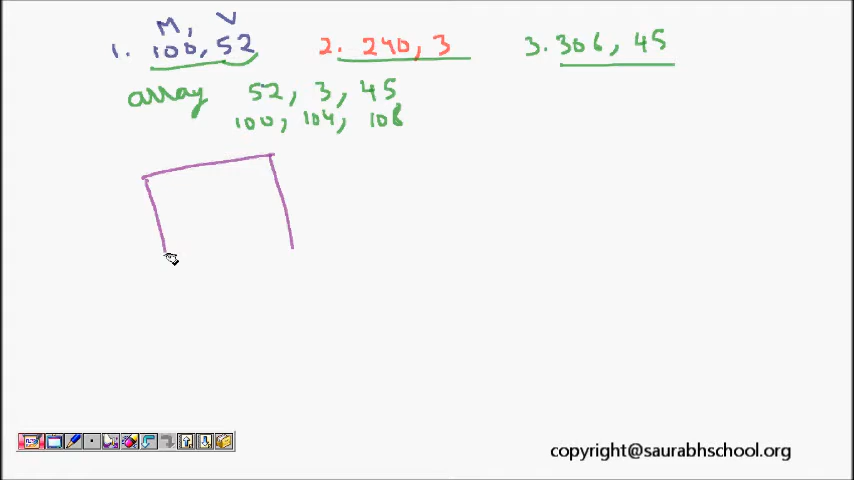 M, V
1. 100, 52 2. 240, 3 3. 306, 45
array 52, 3, 45
100, 104, 108
copyright@saurabhschool.org